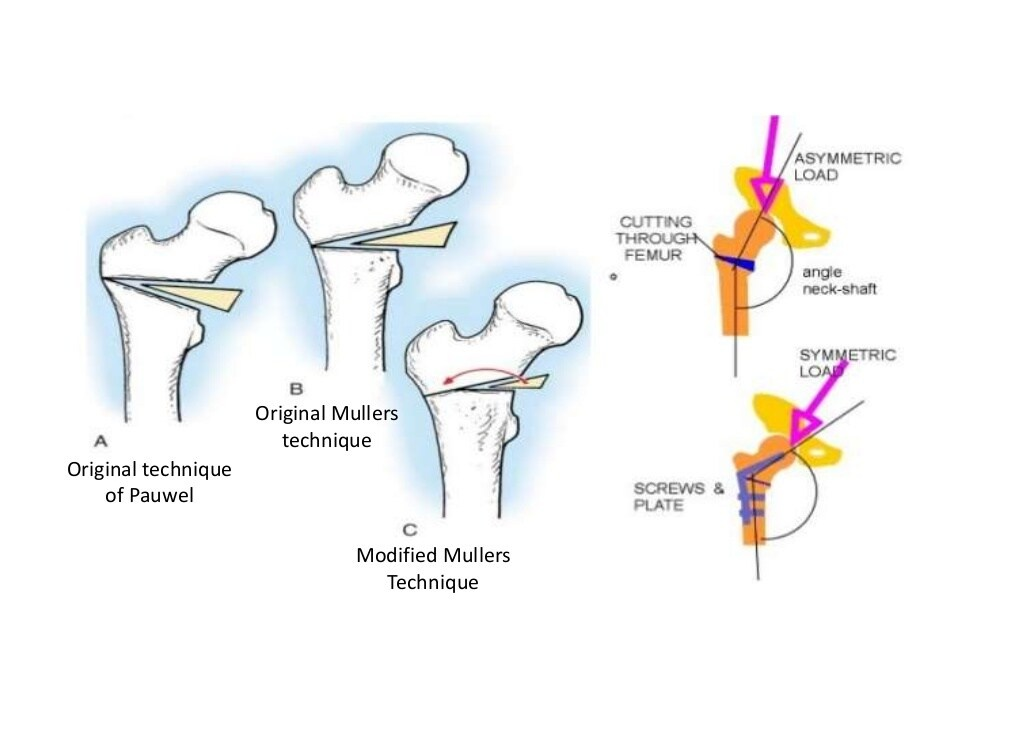 A
Original technique
of Pauwel
B
Original Mullers
technique
C
Modified Mullers
Technique
ASYMMETRIC
LOAD
CUTTING
THROUGH
FEMUR
angle
neck-shaft
SYMMETRIC
LOAD
SCREWS &
PLATE